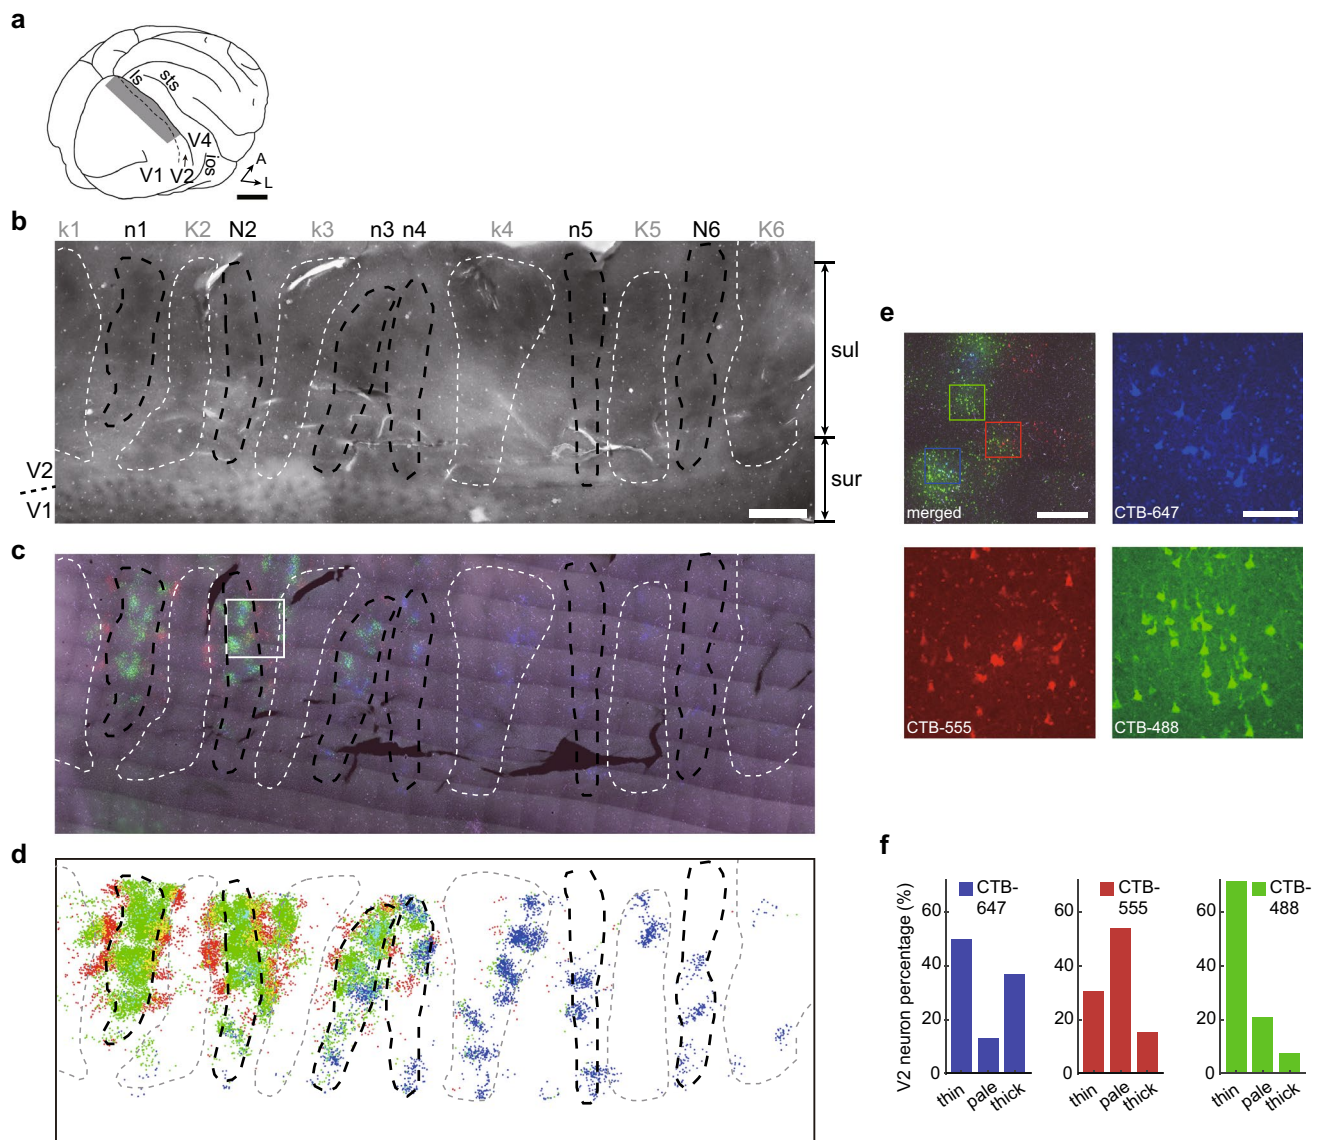 a
ls
sts
V4
ios
V1
V2
A
L
b
k1 n1 K2 N2 k3 n3 n4 k4 n5 K5 N6 K6
sul
sur
V2
V1
c
d
e
merged
CTB-647
CTB-555
CTB-488
f
V2 neuron percentage (%)
60
40
20
0
CTB-
647
thin
pale
thick
60
40
20
0
CTB-
555
thin
pale
thick
60
40
20
0
CTB-
488
thin
pale
thick